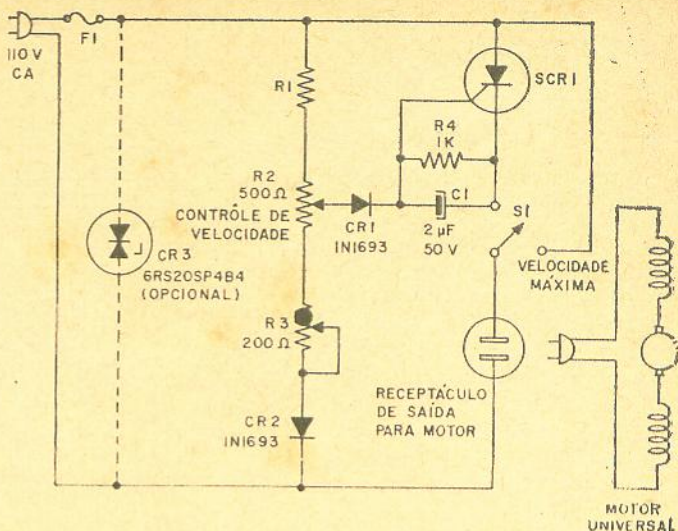 110 V
CA
F1
R1
R2
500 Ω
CONTRÔLE DE
VELOCIDADE
R3
200 Ω
CR2
1N1693
CR3
6RS20SP4B4
(OPCIONAL)
CR1
1N1693
R4
1K
C1
2 µF
50 V
SCR1
S1
VELOCIDADE
MÁXIMA
RECEPTÁCULO
DE SAÍDA
PARA MOTOR
MOTOR
UNIVERSAL